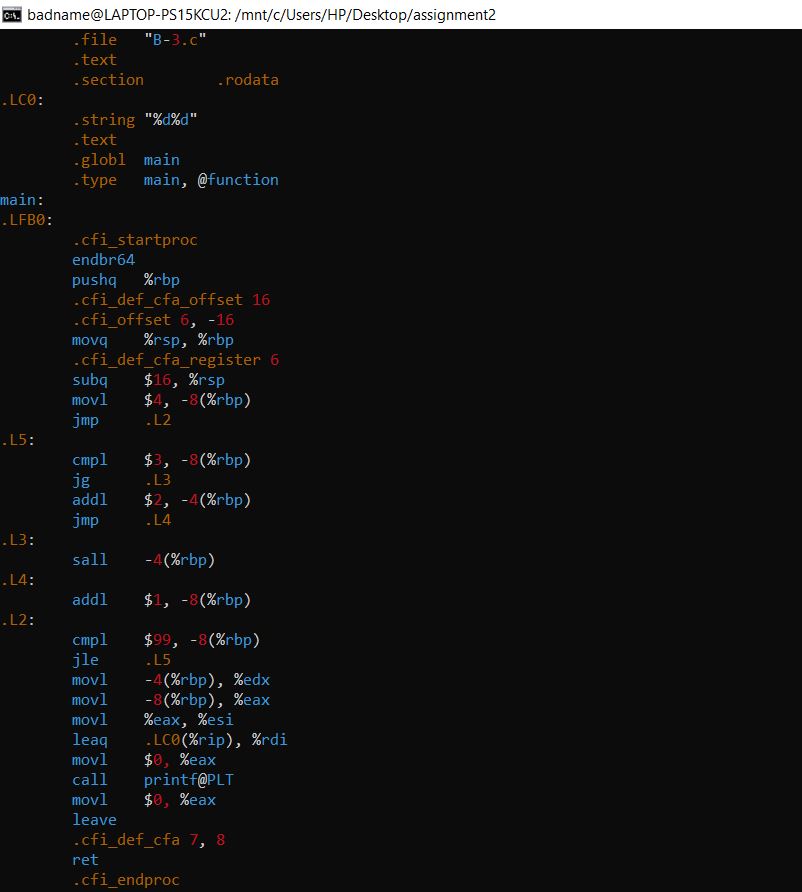 badname@LAPTOP-PS15KCU2: /mnt/c/Users/HP/Desktop/assignment2
.file "B-3.c"
.text
.section .rodata
.LC0:
.string "%d%d"
.text
.globl main
.type main, @function
main:
.LFB0:
.cfi_startproc
endbr64
pushq %rbp
.cfi_def_cfa_offset 16
.cfi_offset 6, -16
movq %rsp, %rbp
.cfi_def_cfa_register 6
subq $16, %rsp
movl $4, -8(%rbp)
jmp .L2
.L5:
cmpl $3, -8(%rbp)
jg .L3
addl $2, -4(%rbp)
jmp .L4
.L3:
sall -4(%rbp)
.L4:
addl $1, -8(%rbp)
.L2:
cmpl $99, -8(%rbp)
jle .L5
movl -4(%rbp), %edx
movl -8(%rbp), %eax
movl %eax, %esi
leaq .LC0(%rip), %rdi
movl $0, %eax
call printf@PLT
movl $0, %eax
leave
.cfi_def_cfa 7, 8
ret
.cfi_endproc